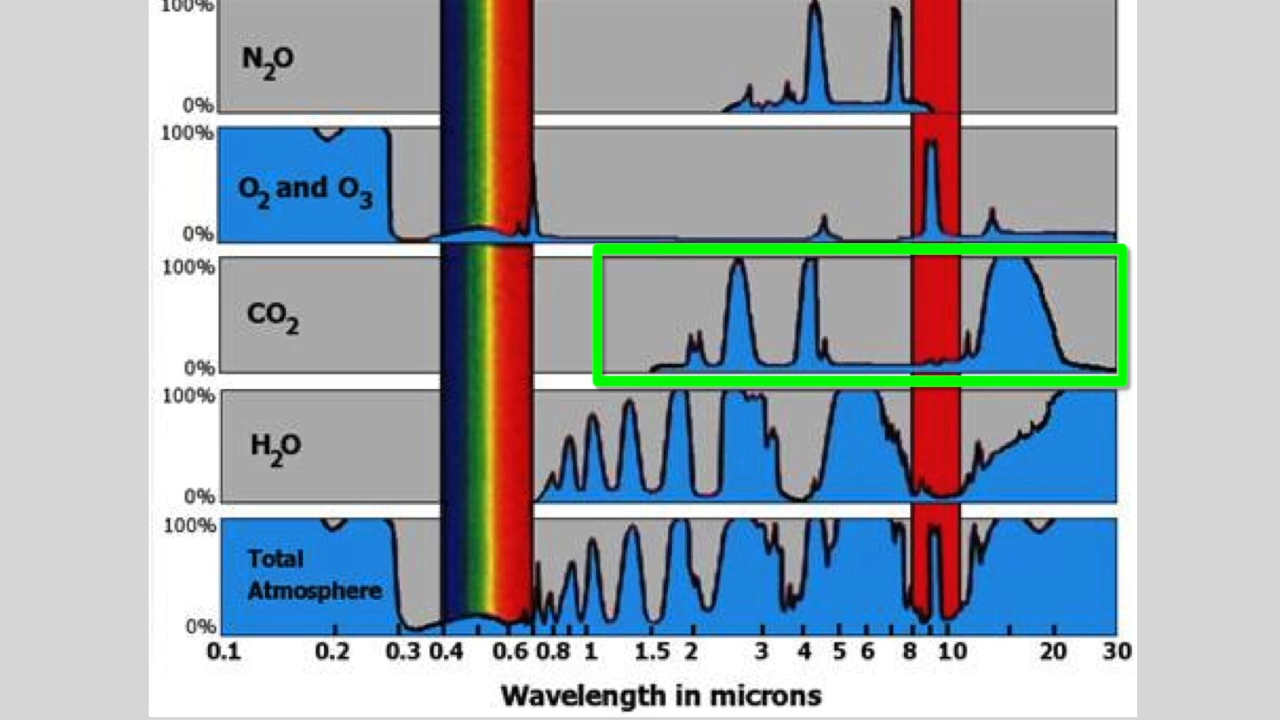 100%
N2O
0%
100%
O2 and O3
0%
100%
CO2
0%
100%
H2O
0%
100%
Total
Atmosphere
0%
0.1 0.2 0.3 0.4 0.6 0.8 1 1.5 2 3 4 5 6 8 10 20 30
Wavelength in microns